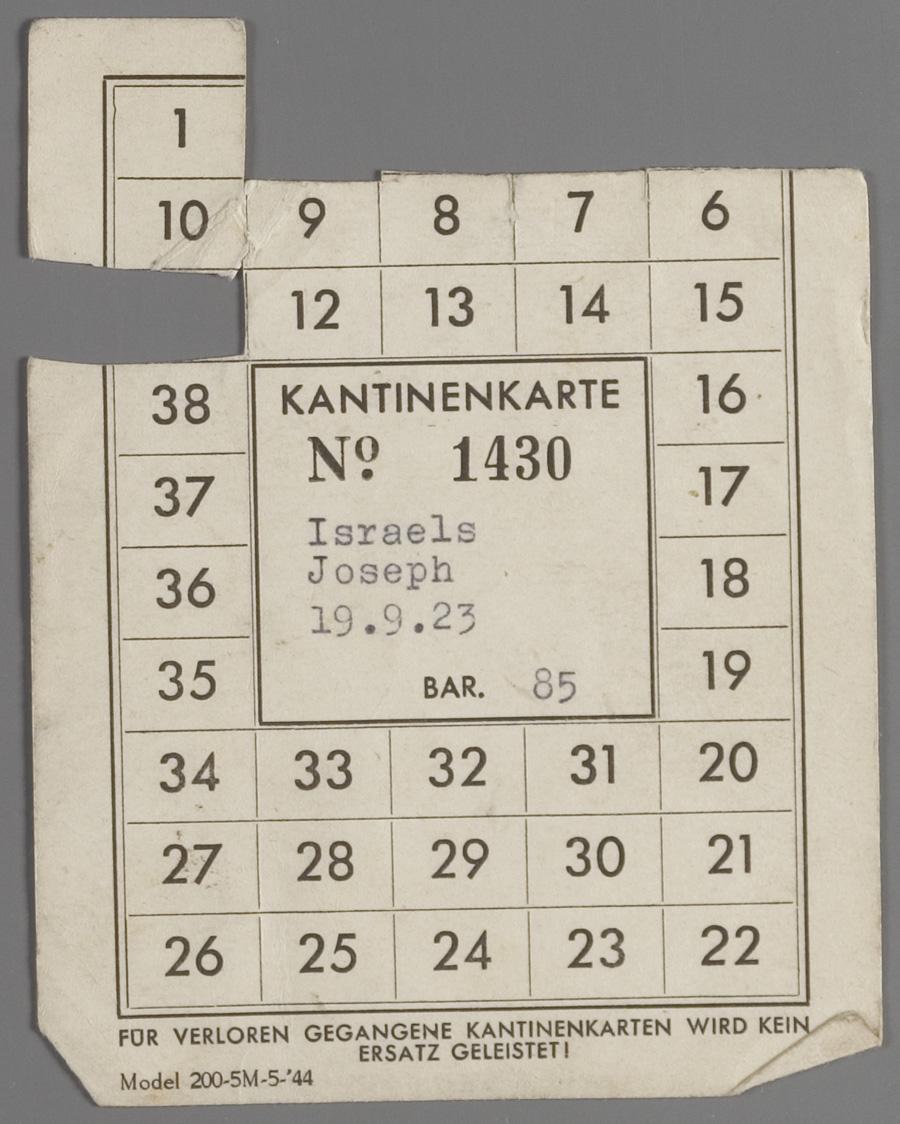 1
10 9 8 7 6
12 13 14 15
38 KANTINENKARTE 16
Nº 1430
37 17
Israels
Joseph
36 18
19.9.23
35 BAR. 85 19
34 33 32 31 20
27 28 29 30 21
26 25 24 23 22
FÜR VERLOREN GEGANGENE KANTINENKARTEN WIRD KEIN
ERSATZ GELEISTET!
Model 200-5M-5-'44